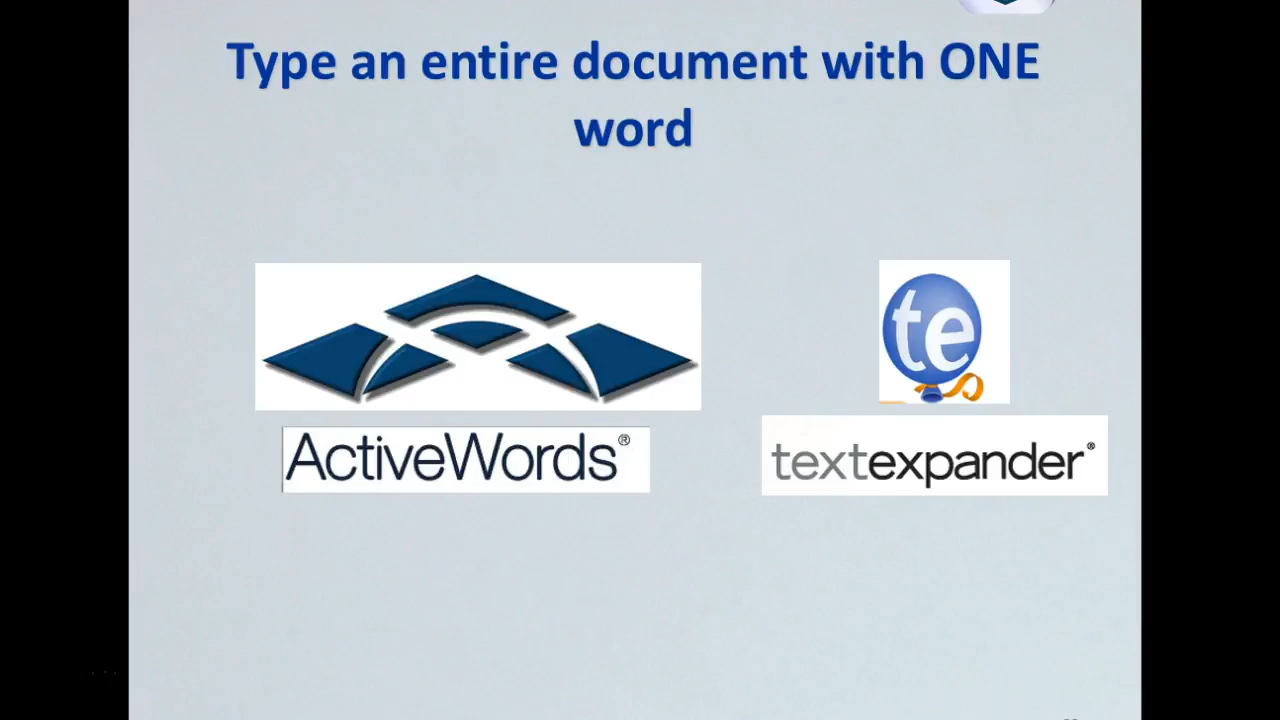 Type an entire document with ONE
word
te
ActiveWords®
textexpander®